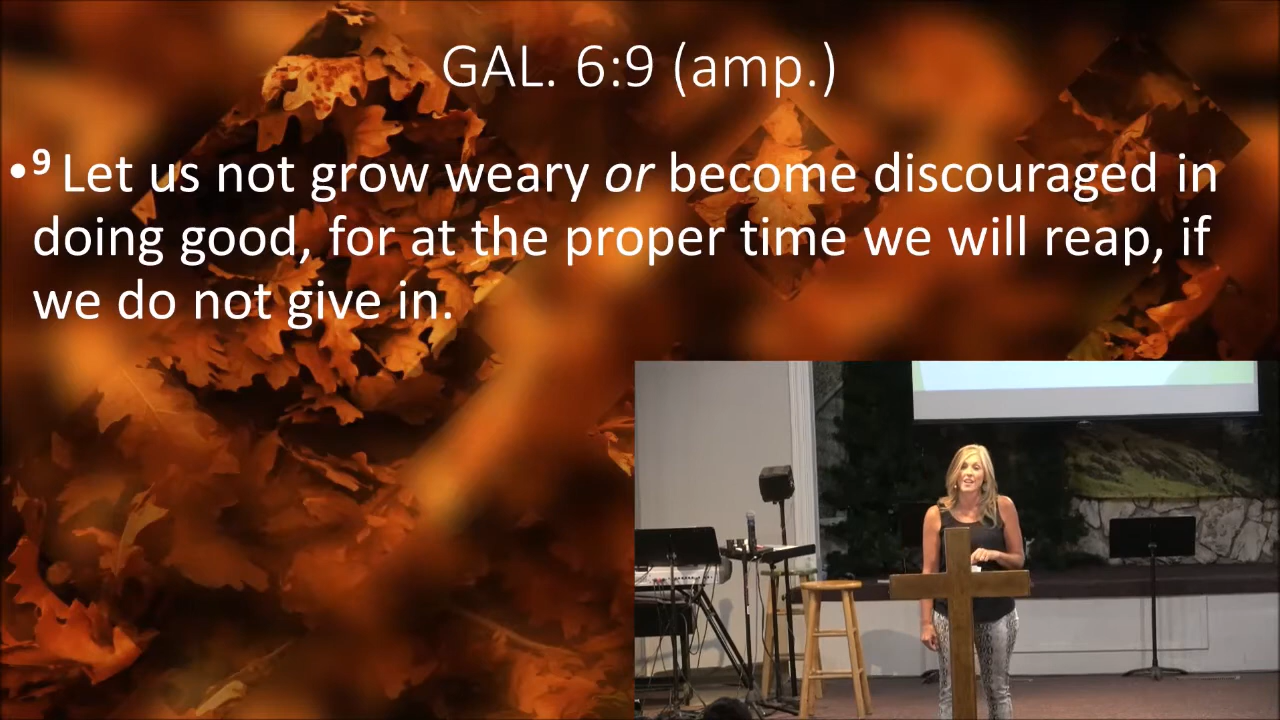 GAL. 6:9 (amp.)
• 9 Let us not grow weary or become discouraged in
doing good, for at the proper time we will reap, if
we do not give in.